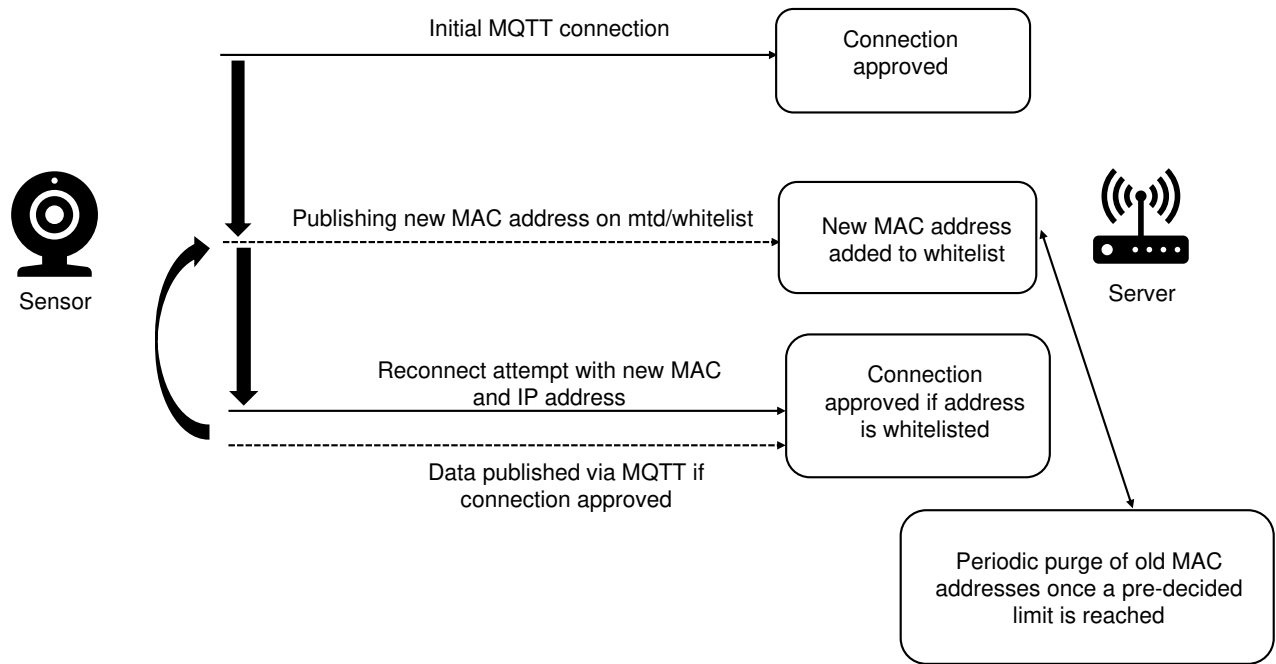 Initial MQTT connection
Connection
approved
Publishing new MAC address on mtd/whitelist
New MAC address
added to whitelist
Sensor
Server
Reconnect attempt with new MAC
and IP address
Connection
approved if address
is whitelisted
Data published via MQTT if
connection approved
Periodic purge of old MAC
addresses once a pre-decided
limit is reached